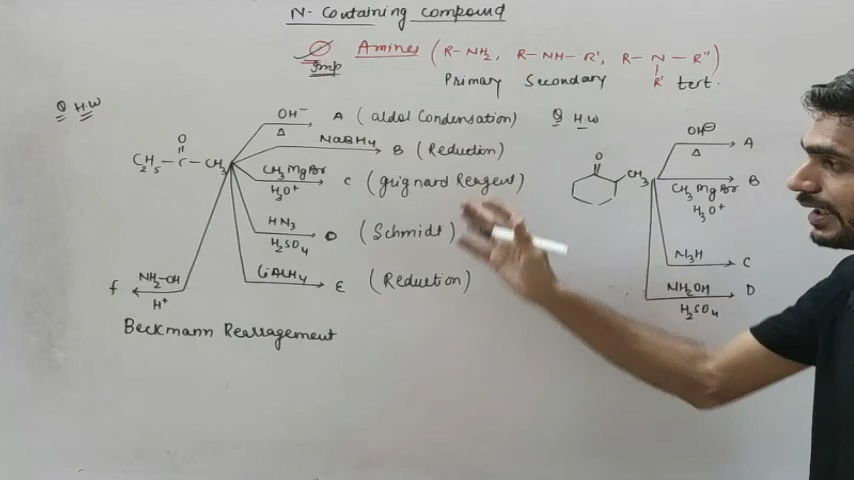 N- Containing Compound
Imp
Amines (R-NH2, R-NH-R', R-N-R'')
R'
Primary Secondary tert.
Q H.W
OH- A (aldol Condensation)
Δ
NaBH4 B (Reduction)
O
C2H5-C-CH3
CH3MgBr C (Grignard Reagent)
H3O+
HN3 D (Schmidt)
H2SO4
LiAlH4 E (Reduction)
f NH2-OH
H+
Beckmann Rearragement
Q H.W
O
CH3
OH⊖ A
Δ
B
CH3MgBr
H3O+
N3H C
NH2OH D
H2SO4